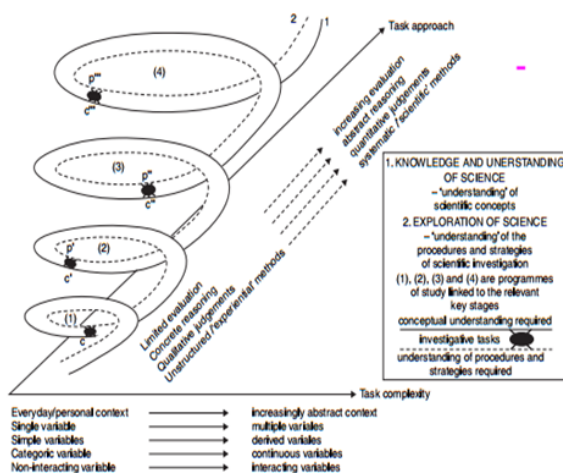 2
1
Task approach
(4)
p'''
c'''
increasing evaluation
abstract reasoning
quantitative judgements
systematic / 'scientific' methods
(3)
p''
c''
(2)
p'
c'
(1)
c
Limited evaluation
Concrete reasoning
Qualitative judgements
Unstructured 'experiential' methods
1. KNOWLEDGE AND UNERSTANDING
OF SCIENCE
– 'understanding' of
scientific concepts
2. EXPLORATION OF SCIENCE
– 'understanding' of the
procedures and strategies
of scientific investigation
(1), (2), (3) and (4) are programmes
of study linked to the relevant
key stages
conceptual understanding required
investigative tasks
understanding of procedures and
strategies required
Task complexity
Everyday/personal context increasingly abstract context
Single variable multiple variales
Simple variables derived variales
Categoric variable continuous variables
Non-interacting variable interacting variables